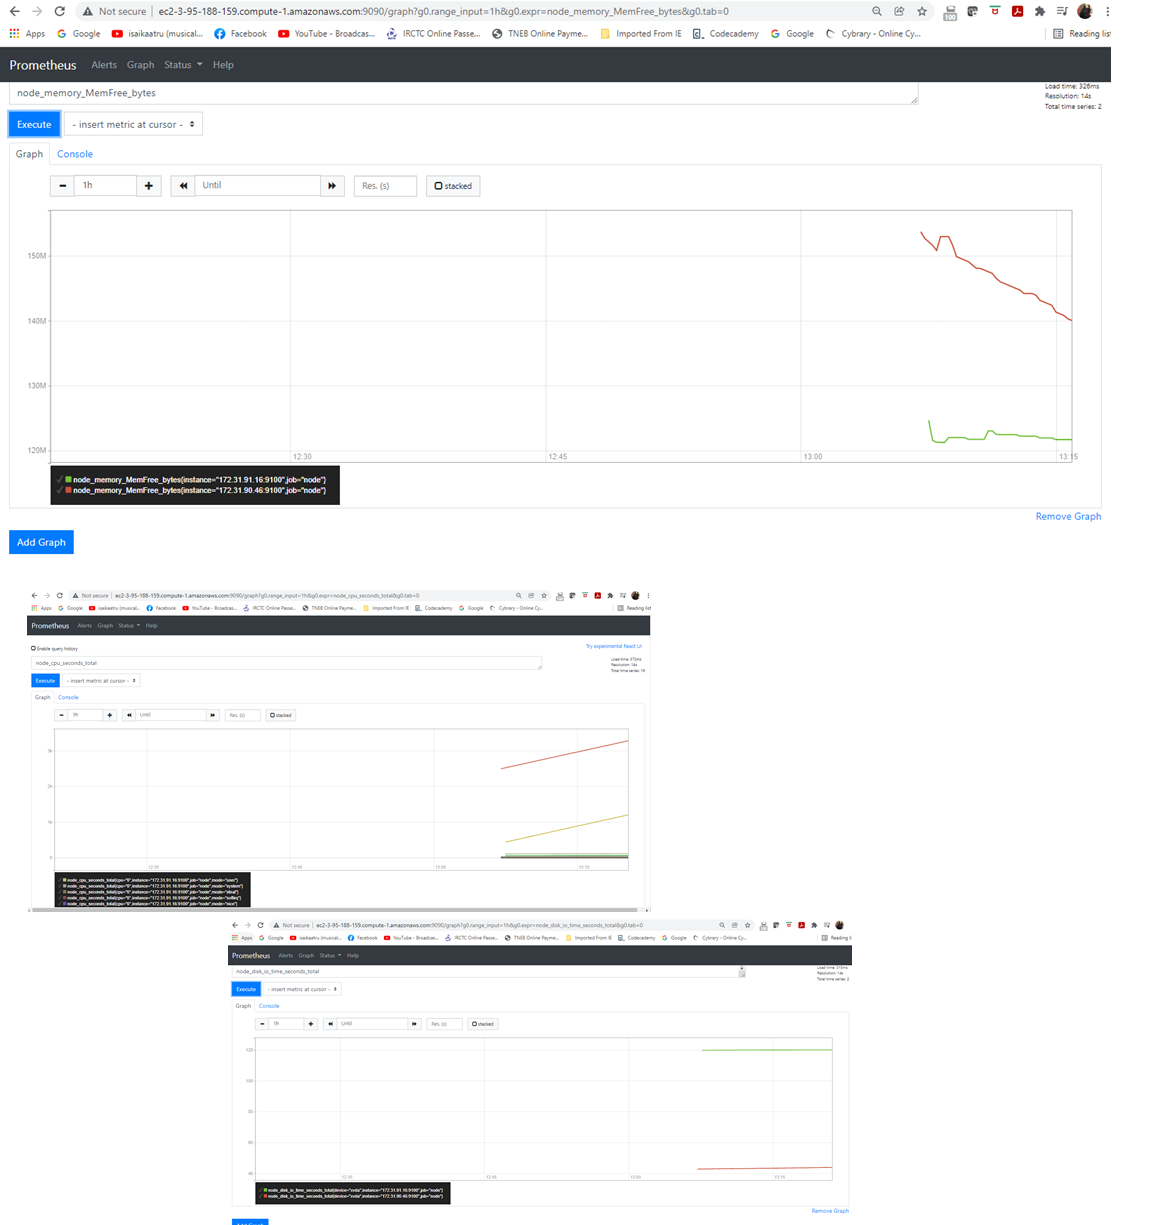 Not secure | ec2-3-95-188-159.compute-1.amazonaws.com:9090/graph?g0.range_input=1h&g0.expr=node_memory_MemFree_bytes&g0.tab=0
100
Apps Google isaikaatru (musical... Facebook YouTube - Broadcas... IRCTC Online Passe... TNEB Online Payme... Imported From IE Codecademy Google Cybrary - Online Cy... Reading list
Prometheus Alerts Graph Status Help
node_memory_MemFree_bytes
Load time: 326ms
Resolution: 14s
Total time series: 2
Execute - insert metric at cursor -
Graph Console
1h Until Res. (s) stacked
150M
140M
130M
120M
12:30 12:45 13:00 13:15
✓ node_memory_MemFree_bytes{instance="172.31.91.16:9100",job="node"}
✓ node_memory_MemFree_bytes{instance="172.31.90.46:9100",job="node"}
Remove Graph
Add Graph
Not secure | ec2-3-95-188-159.compute-1.amazonaws.com:9090/graph?g0.range_input=1h&g0.expr=node_cpu_seconds_total&g0.tab=0
Apps Google isaikaatru (musical... Facebook YouTube - Broadcas... IRCTC Online Passe... TNEB Online Payme... Imported From IE Codecademy Google Cybrary - Online Cy... Reading list
Prometheus Alerts Graph Status Help
Enable query history
Try experimental React UI
node_cpu_seconds_total
Resolution: 14s
Total time series: 16
Execute - insert metric at cursor -
Graph Console
1h Until Res. (s) stacked
3k
2k
1k
0
12:30 12:45 13:00 13:15
✓ node_cpu_seconds_total{cpu="0",instance="172.31.91.16:9100",job="node",mode="user"}
✓ node_cpu_seconds_total{cpu="0",instance="172.31.91.16:9100",job="node",mode="system"}
✓ node_cpu_seconds_total{cpu="0",instance="172.31.91.16:9100",job="node",mode="steal"}
✓ node_cpu_seconds_total{cpu="0",instance="172.31.91.16:9100",job="node",mode="softirq"}
✓ node_cpu_seconds_total{cpu="0",instance="172.31.91.16:9100",job="node",mode="nice"}
Not secure | ec2-3-95-188-159.compute-1.amazonaws.com:9090/graph?g0.range_input=1h&g0.expr=node_disk_io_time_seconds_total&g0.tab=0
Apps Google isaikaatru (musical... Facebook YouTube - Broadcas... IRCTC Online Passe... TNEB Online Payme... Imported From IE Codecademy Google Cybrary - Online Cy... Reading li
Prometheus Alerts Graph Status Help
node_disk_io_time_seconds_total
Resolution: 14s
Total time series: 2
Execute - insert metric at cursor -
Graph Console
1h Until Res. (s) stacked
120
100
80
60
40
12:30 12:45 13:00 13:15
✓ node_disk_io_time_seconds_total{device="xvda",instance="172.31.91.16:9100",job="node"}
✓ node_disk_io_time_seconds_total{device="xvda",instance="172.31.90.46:9100",job="node"}
Remove Graph